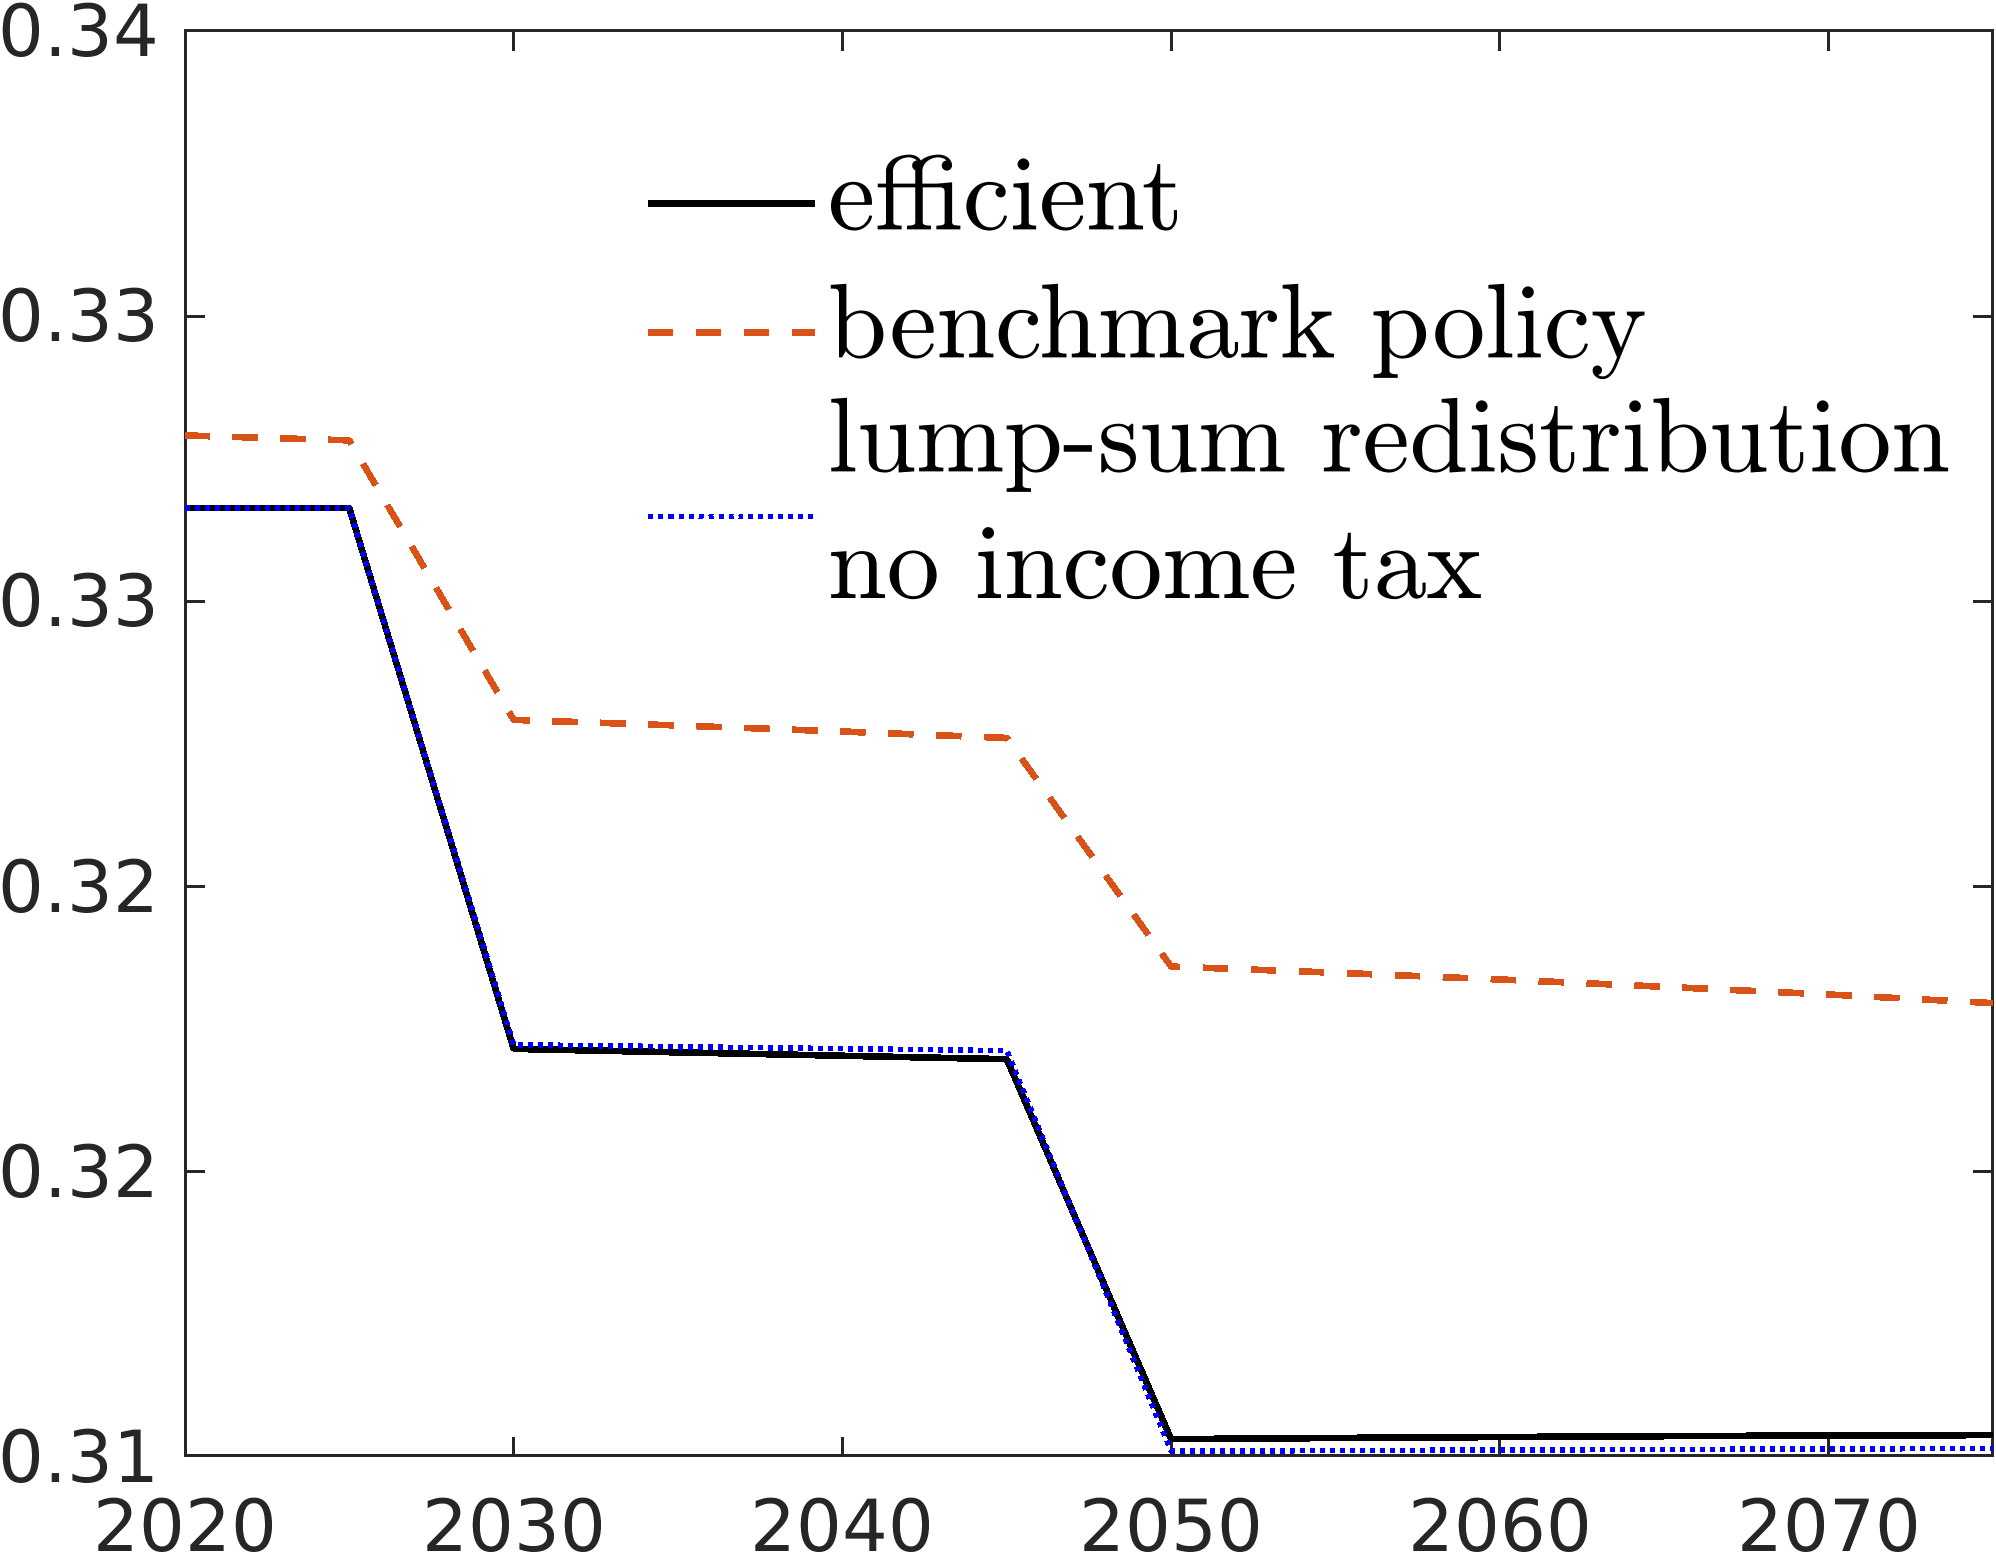 0.34
efficient
0.33
benchmark policy
lump-sum redistribution
no income tax
0.33
0.32
0.32
0.31
2020 2030 2040 2050 2060 2070